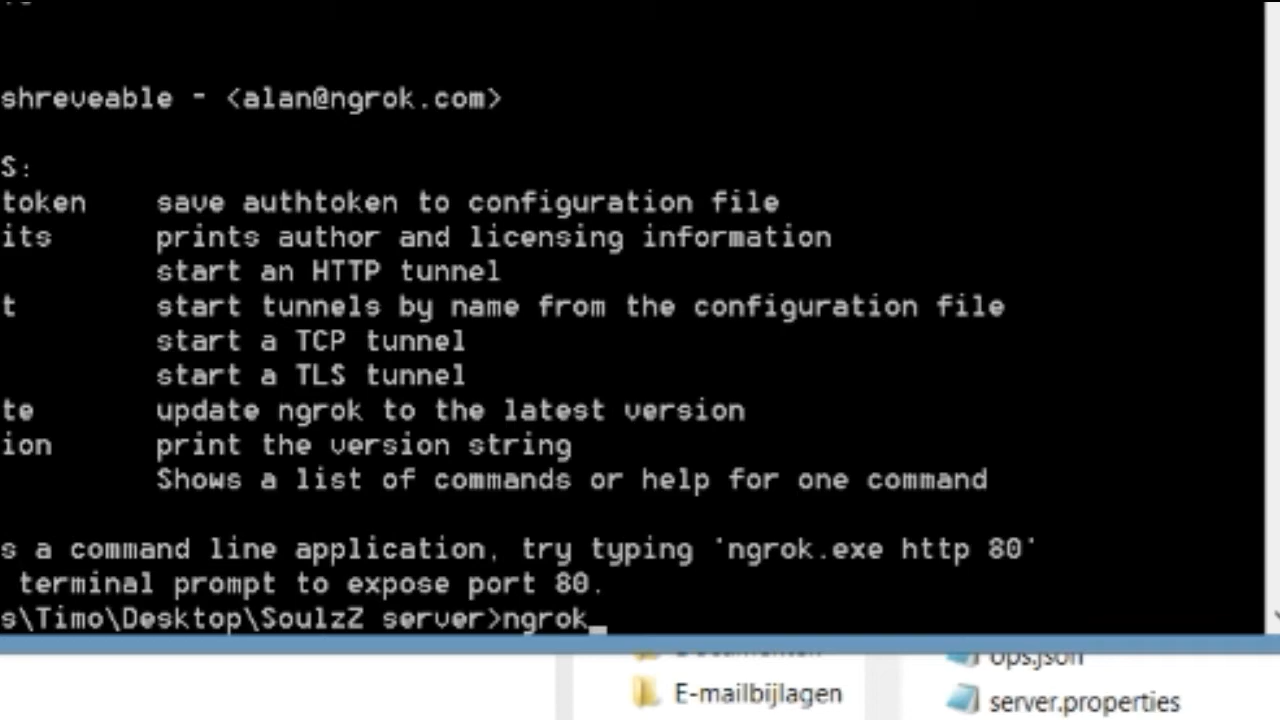 shreveable - <alan@ngrok.com>
S:
token save authtoken to configuration file
its prints author and licensing information
start an HTTP tunnel
t start tunnels by name from the configuration file
start a TCP tunnel
start a TLS tunnel
te update ngrok to the latest version
ion print the version string
Shows a list of commands or help for one command
s a command line application, try typing 'ngrok.exe http 80'
terminal prompt to expose port 80.
s\Timo\Desktop\SoulzZ server>ngrok_
ops.json
E-mailbijlagen
server.properties